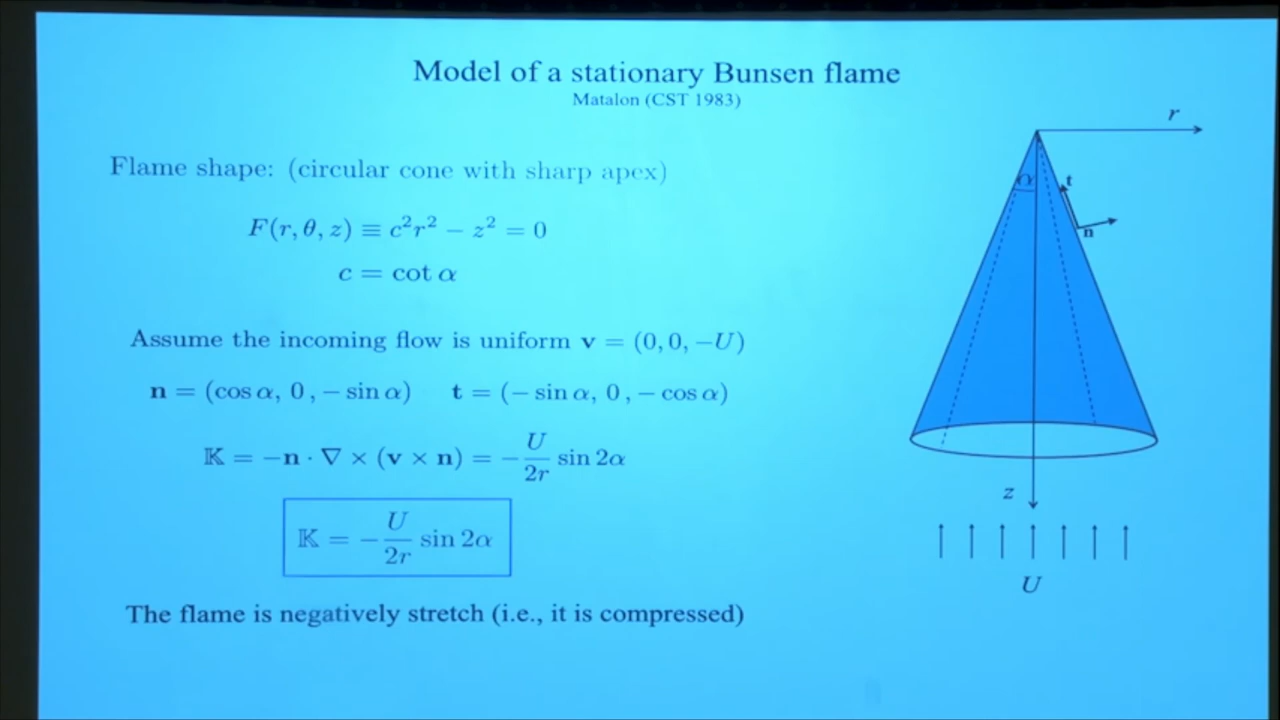 Model of a stationary Bunsen flame
Matalon (CST 1983)
Flame shape: (circular cone with sharp apex)
F(r, θ, z) ≡ c²r² − z² = 0
c = cot α
Assume the incoming flow is uniform v = (0, 0, −U)
n = (cos α, 0 , − sin α)   t = (− sin α, 0 , − cos α)
𝕂 = −n · ∇ × (v × n) = − U/2r sin 2α
𝕂 = − U/2r sin 2α
The flame is negatively stretch (i.e., it is compressed)
r
α
t
n
z
U